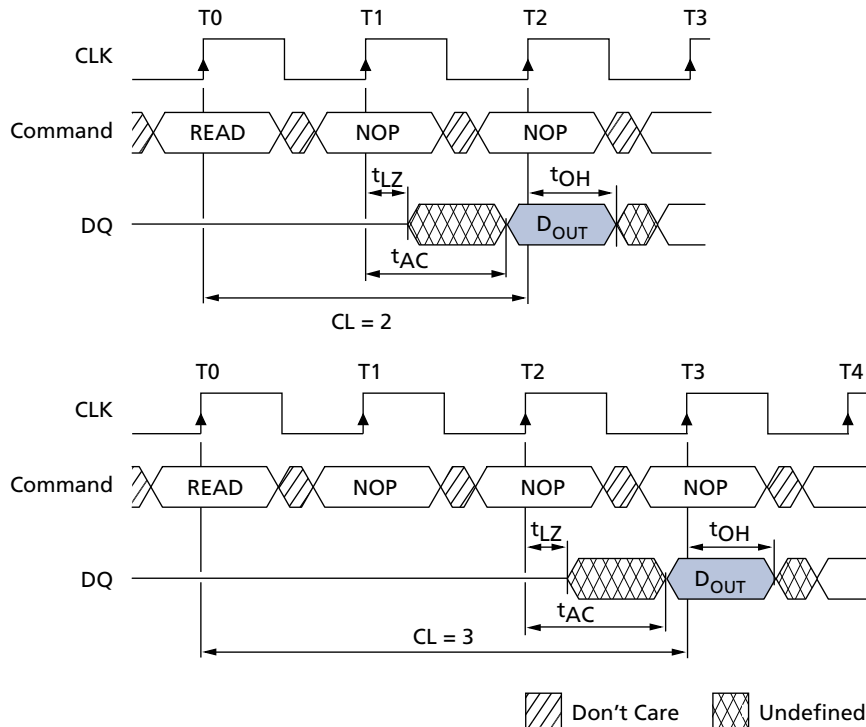 T0 T1 T2 T3
CLK
Command READ NOP NOP
tLZ tOH
DQ DOUT
tAC
CL = 2
T0 T1 T2 T3 T4
CLK
Command READ NOP NOP NOP
tLZ tOH
DQ DOUT
tAC
CL = 3
Don't Care Undefined